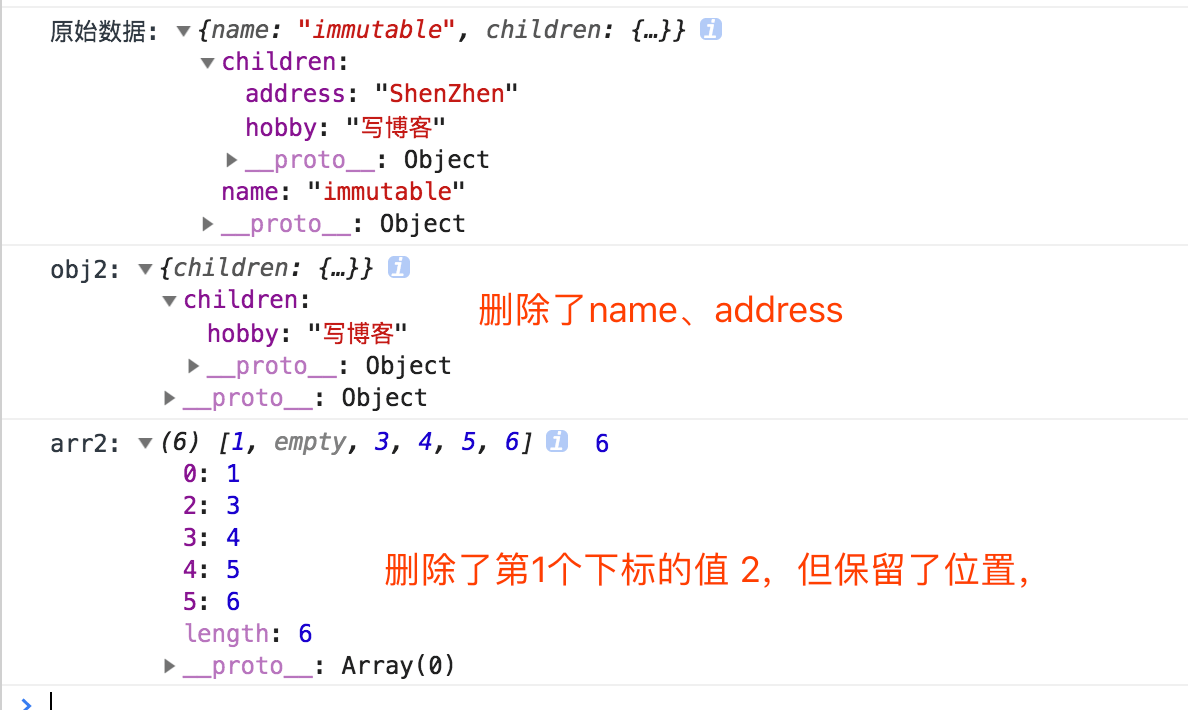 原始数据: ▼{name: "immutable", children: {…}} i
▼children:
address: "ShenZhen"
hobby: "写博客"
▶__proto__: Object
name: "immutable"
▶__proto__: Object
obj2: ▼{children: {…}} i
▼children:
删除了name、address
hobby: "写博客"
▶__proto__: Object
▶__proto__: Object
arr2: ▼(6) [1, empty, 3, 4, 5, 6] i 6
0: 1
2: 3
3: 4
4: 5
删除了第1个下标的值 2，但保留了位置，
5: 6
length: 6
▶__proto__: Array(0)
>